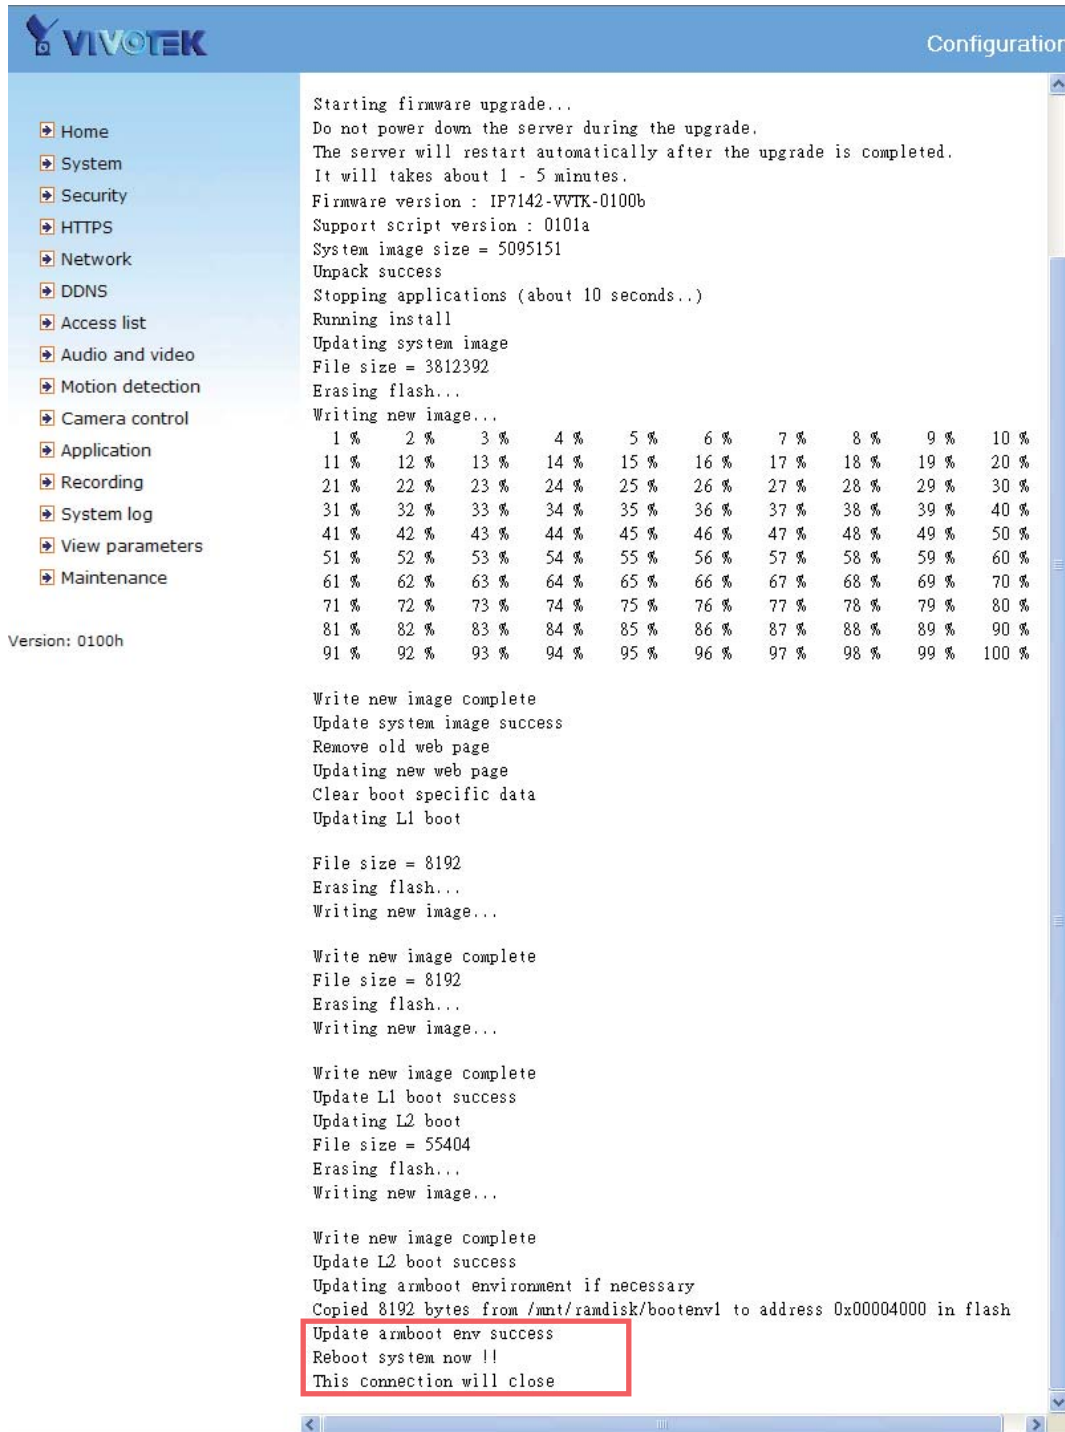 VIVOTEK
Configuration
Home
System
Security
HTTPS
Network
DDNS
Access list
Audio and video
Motion detection
Camera control
Application
Recording
System log
View parameters
Maintenance
Version: 0100h
Starting firmware upgrade...
Do not power down the server during the upgrade.
The server will restart automatically after the upgrade is completed.
It will takes about 1 - 5 minutes.
Firmware version : IP7142-VVTK-0100b
Support script version : 0101a
System image size = 5095151
Unpack success
Stopping applications (about 10 seconds..)
Running install
Updating system image
File size = 3812392
Erasing flash...
Writing new image...
1 % 2 % 3 % 4 % 5 % 6 % 7 % 8 % 9 % 10 %
11 % 12 % 13 % 14 % 15 % 16 % 17 % 18 % 19 % 20 %
21 % 22 % 23 % 24 % 25 % 26 % 27 % 28 % 29 % 30 %
31 % 32 % 33 % 34 % 35 % 36 % 37 % 38 % 39 % 40 %
41 % 42 % 43 % 44 % 45 % 46 % 47 % 48 % 49 % 50 %
51 % 52 % 53 % 54 % 55 % 56 % 57 % 58 % 59 % 60 %
61 % 62 % 63 % 64 % 65 % 66 % 67 % 68 % 69 % 70 %
71 % 72 % 73 % 74 % 75 % 76 % 77 % 78 % 79 % 80 %
81 % 82 % 83 % 84 % 85 % 86 % 87 % 88 % 89 % 90 %
91 % 92 % 93 % 94 % 95 % 96 % 97 % 98 % 99 % 100 %
Write new image complete
Update system image success
Remove old web page
Updating new web page
Clear boot specific data
Updating L1 boot
File size = 8192
Erasing flash...
Writing new image...
Write new image complete
File size = 8192
Erasing flash...
Writing new image...
Write new image complete
Update L1 boot success
Updating L2 boot
File size = 55404
Erasing flash...
Writing new image...
Write new image complete
Update L2 boot success
Updating armboot environment if necessary
Copied 8192 bytes from /mnt/ramdisk/bootenv1 to address 0x00004000 in flash
Update armboot env success
Reboot system now !!
This connection will close